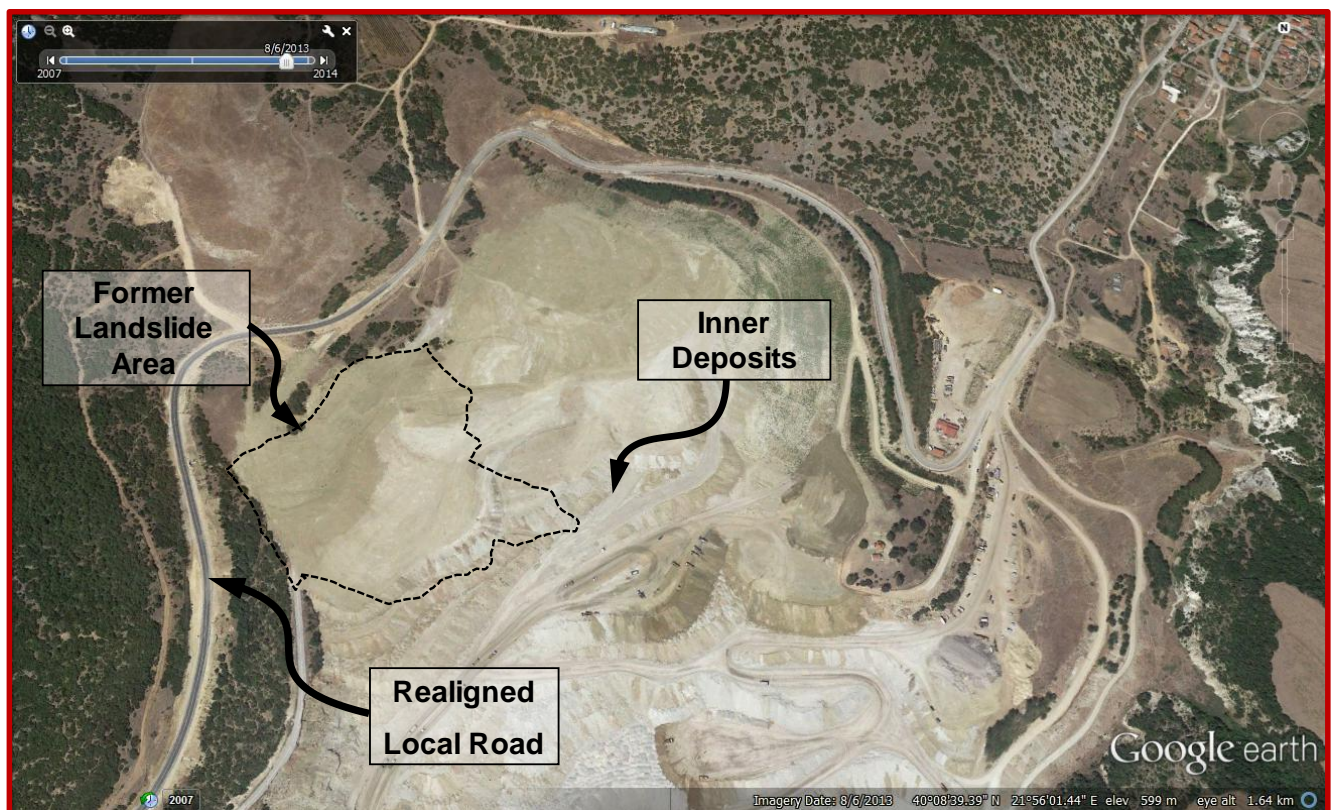 8/6/2013
2007
2014
N
Former
Landslide
Area
Inner
Deposits
Realigned
Local Road
Google earth
2007
Imagery Date: 8/6/2013 40°08'39.39" N 21°56'01.44" E elev 599 m eye alt 1.64 km